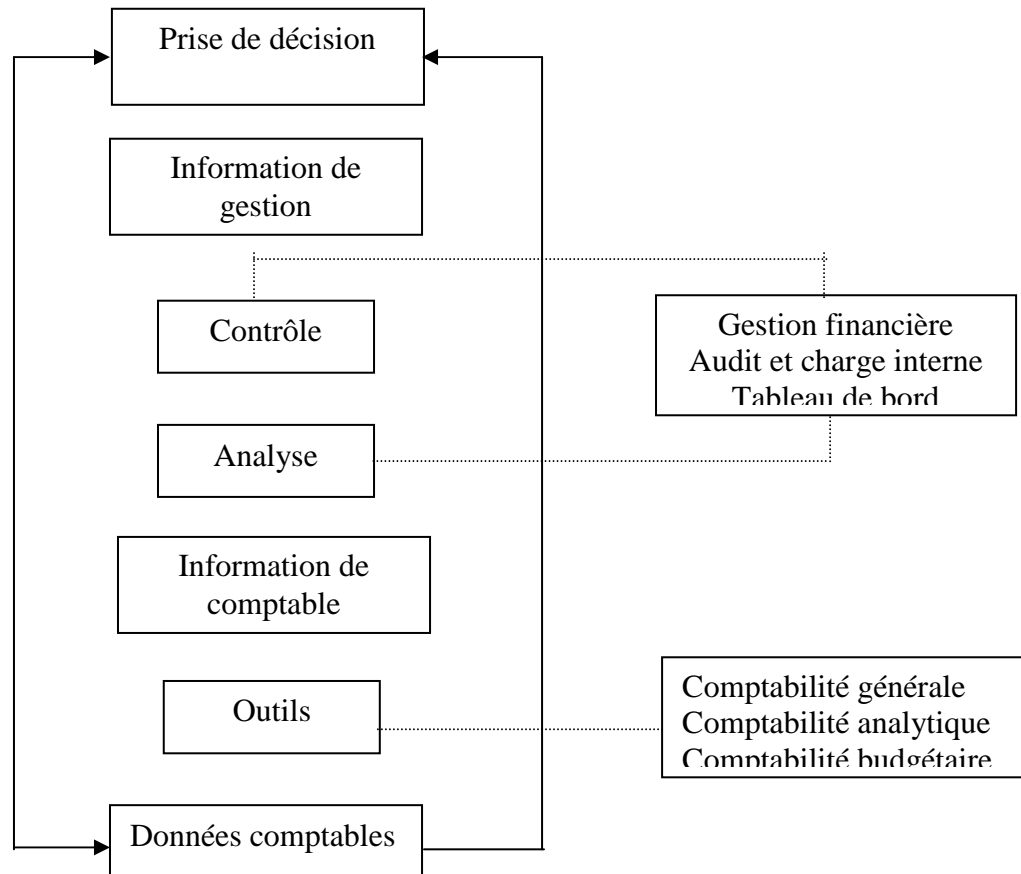 Prise de décision
Information de
gestion
Contrôle
Gestion financière
Audit et charge interne
Tableau de bord
Analyse
Information de
comptable
Outils
Comptabilité générale
Comptabilité analytique
Comptabilité budgétaire
Données comptables